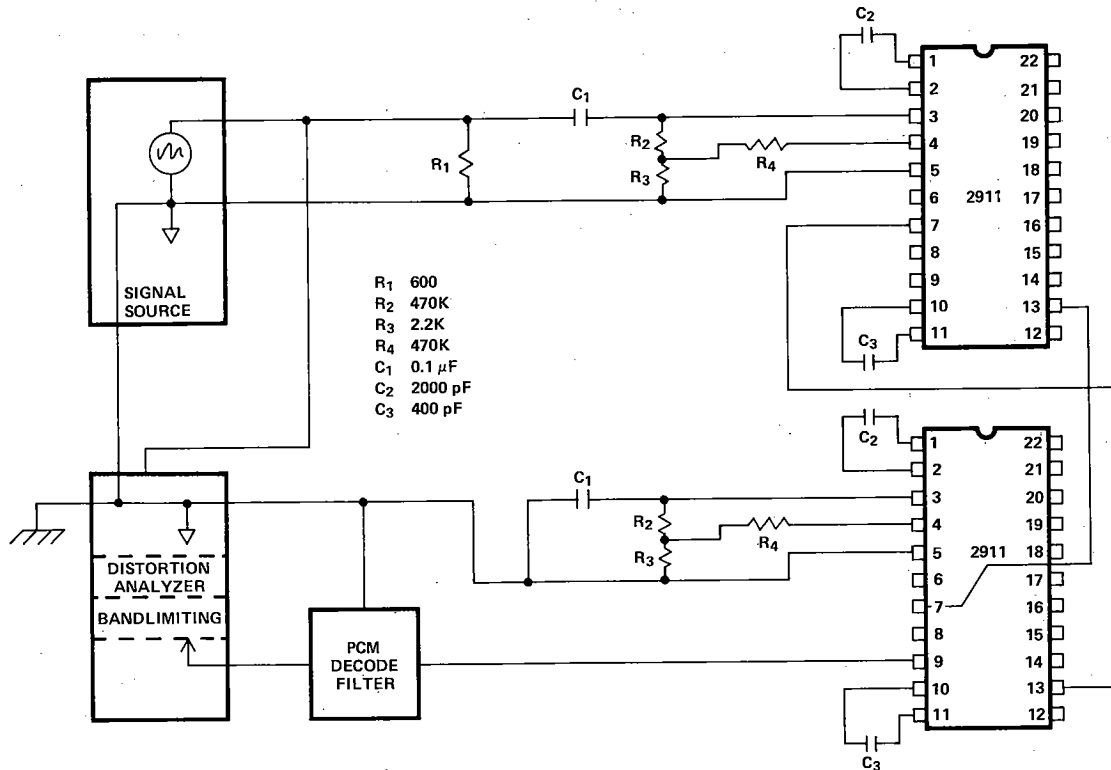 C2
1 22
2 21
C1
3 20
R2
4 19
R1
R4
R3
5 18
6 2911 17
7 16
8 15
SIGNAL
SOURCE
9 14
10 13
11 12
C3
R1 600
R2 470K
R3 2.2K
R4 470K
C1 0.1 μF
C2 2000 pF
C3 400 pF
C2
1 22
2 21
C1
3 20
R2
4 19
R4
R3
5 2911 18
6 17
7 16
8 15
9 14
10 13
11 12
C3
DISTORTION
ANALYZER
BANDLIMITING
PCM
DECODE
FILTER